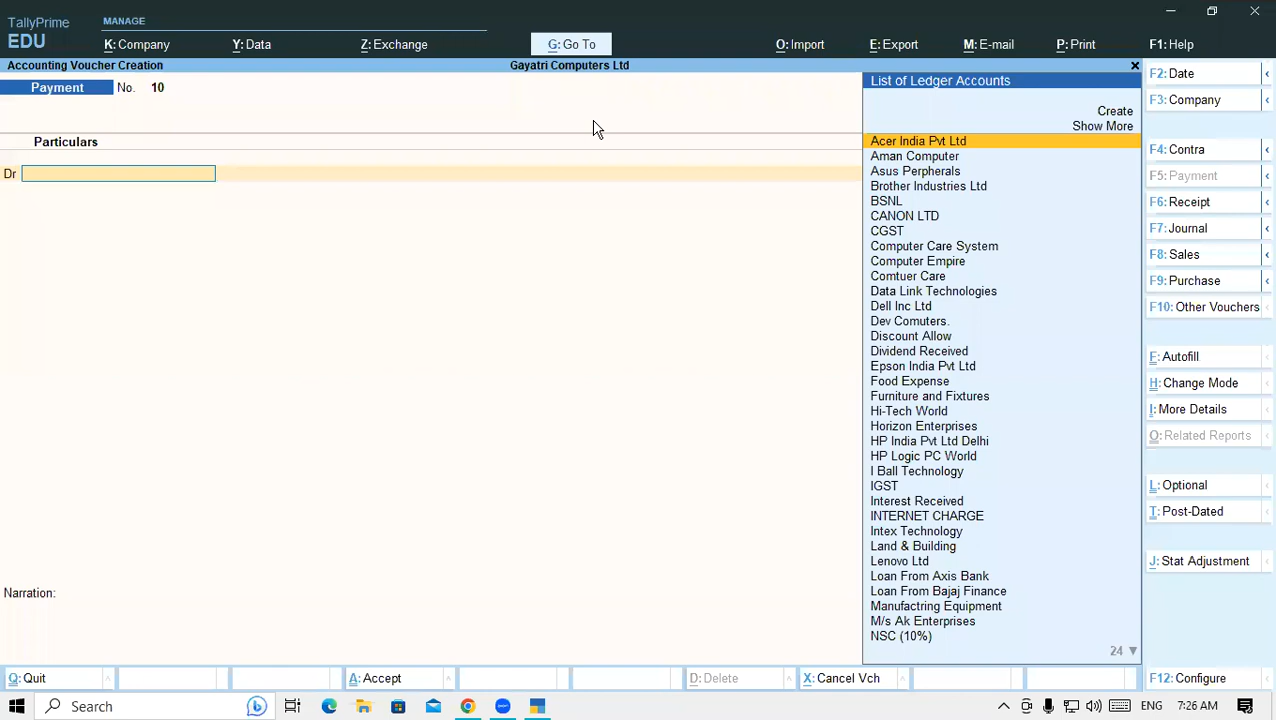 TallyPrime
EDU
MANAGE
K: Company
Y: Data
Z: Exchange
G: Go To
O: Import
E: Export
M: E-mail
P: Print
F1: Help
Accounting Voucher Creation
Gayatri Computers Ltd
Payment No. 10
Particulars
Dr
Narration:
List of Ledger Accounts
Create
Show More
Acer India Pvt Ltd
Aman Computer
Asus Perpherals
Brother Industries Ltd
BSNL
CANON LTD
CGST
Computer Care System
Computer Empire
Comtuer Care
Data Link Technologies
Dell Inc Ltd
Dev Comuters.
Discount Allow
Dividend Received
Epson India Pvt Ltd
Food Expense
Furniture and Fixtures
Hi-Tech World
Horizon Enterprises
HP India Pvt Ltd Delhi
HP Logic PC World
I Ball Technology
IGST
Interest Received
INTERNET CHARGE
Intex Technology
Land & Building
Lenovo Ltd
Loan From Axis Bank
Loan From Bajaj Finance
Manufactring Equipment
M/s Ak Enterprises
NSC (10%)
24
F2: Date
F3: Company
F4: Contra
F5: Payment
F6: Receipt
F7: Journal
F8: Sales
F9: Purchase
F10: Other Vouchers
F: Autofill
H: Change Mode
I: More Details
O: Related Reports
L: Optional
T: Post-Dated
J: Stat Adjustment
F12: Configure
Q: Quit
A: Accept
D: Delete
X: Cancel Vch
Search
ENG
7:26 AM